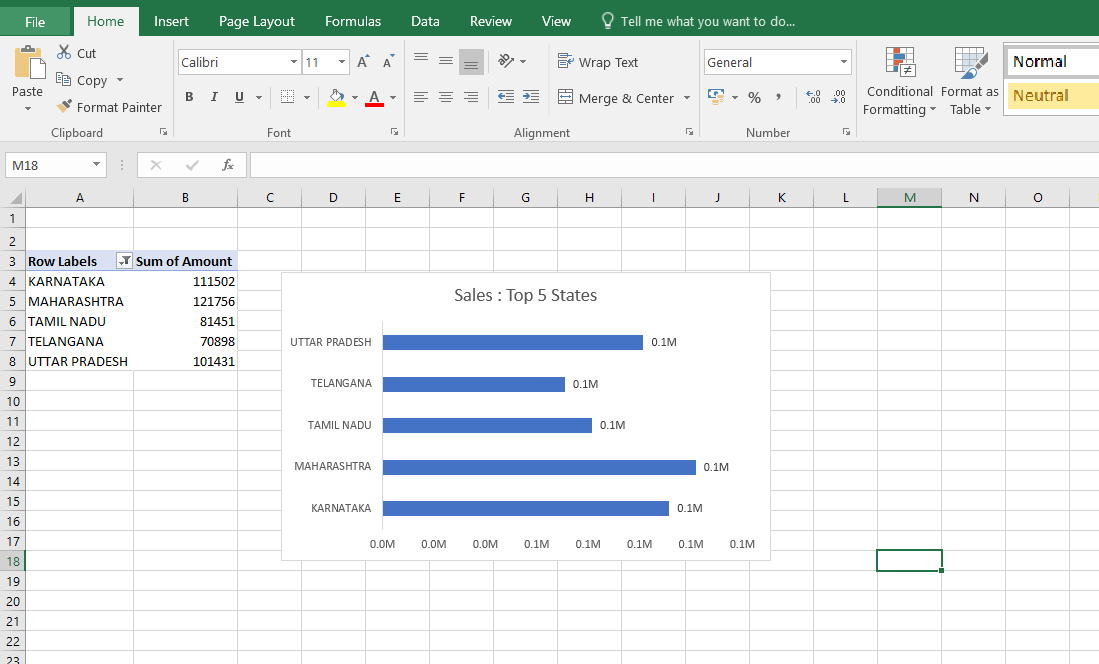 File Home Insert Page Layout Formulas Data Review View Tell me what you want to do...
Cut
Copy
Format Painter
Paste
Clipboard
Calibri 11 A A
B I U A
Font
Wrap Text
Merge & Center
Alignment
General
% , .0 .00 .00 .0
Number
Conditional Formatting
Format as Table
Normal
Neutral
M18 fx
A B C D E F G H I J K L M N O
1
2
3 Row Labels Sum of Amount
4 KARNATAKA 111502
5 MAHARASHTRA 121756
6 TAMIL NADU 81451
7 TELANGANA 70898
8 UTTAR PRADESH 101431
9
10
11
12
13
14
15
16
17
18
19
20
21
22
23
Sales : Top 5 States
UTTAR PRADESH 0.1M
TELANGANA 0.1M
TAMIL NADU 0.1M
MAHARASHTRA 0.1M
KARNATAKA 0.1M
0.0M 0.0M 0.0M 0.1M 0.1M 0.1M 0.1M 0.1M